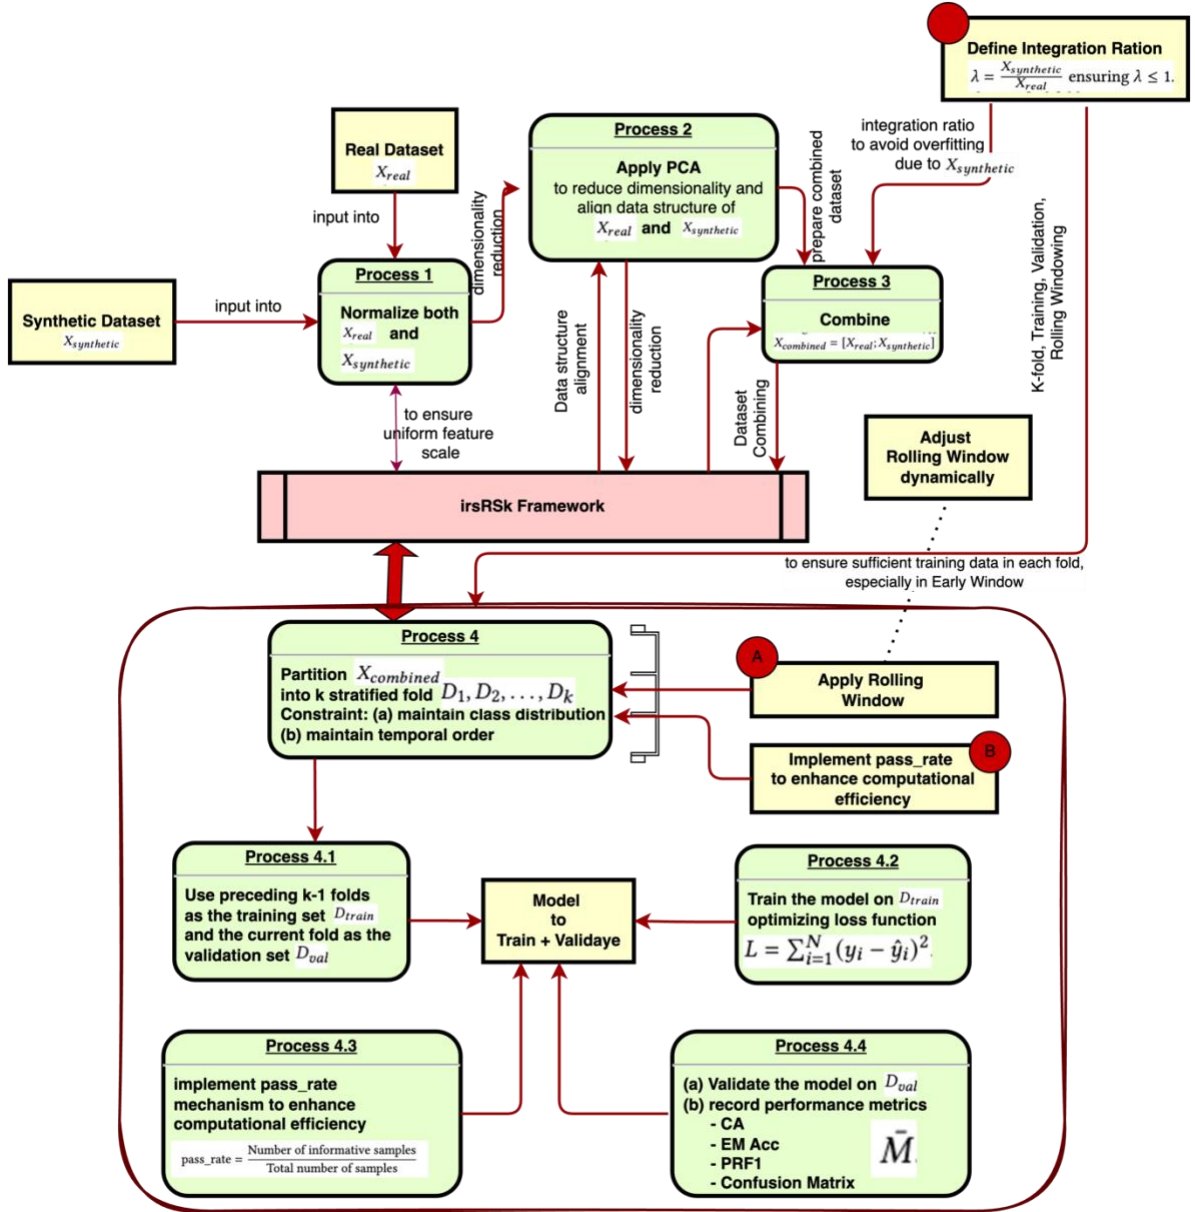 Define Integration Ration
λ = X_synthetic / X_real ensuring λ ≤ 1.
Real Dataset
X_real
input into
Synthetic Dataset
X_synthetic
input into
Process 1
Normalize both
X_real and
X_synthetic
dimensionality
reduction
Process 2
Apply PCA
to reduce dimensionality and
align data structure of
X_real and X_synthetic
prepare combined
dataset
integration ratio
to avoid overfitting
due to X_synthetic
K-fold, Training, Validation,
Rolling Windowing
Process 3
Combine
X_combined = [X_real; X_synthetic]
to ensure
uniform feature
scale
Data structure
alignment
dimensionality
reduction
Dataset
Combining
irsRSk Framework
Adjust
Rolling Window
dynamically
to ensure sufficient training data in each fold,
especially in Early Window
Process 4
Partition X_combined
into k stratified fold D_1, D_2, . . . , D_k
Constraint: (a) maintain class distribution
(b) maintain temporal order
A
Apply Rolling
Window
B
Implement pass_rate
to enhance computational
efficiency
Process 4.1
Use preceding k-1 folds
as the training set D_train
and the current fold as the
validation set D_val
Model
to
Train + Validaye
Process 4.2
Train the model on D_train
optimizing loss function
L = ∑_{i=1}^{N} (y_i − ŷ_i)^2.
Process 4.3
implement pass_rate
mechanism to enhance
computational efficiency
pass_rate = Number of informative samples / Total number of samples
Process 4.4
(a) Validate the model on D_val
(b) record performance metrics
- CA
- EM Acc
- PRF1
- Confusion Matrix
M̄